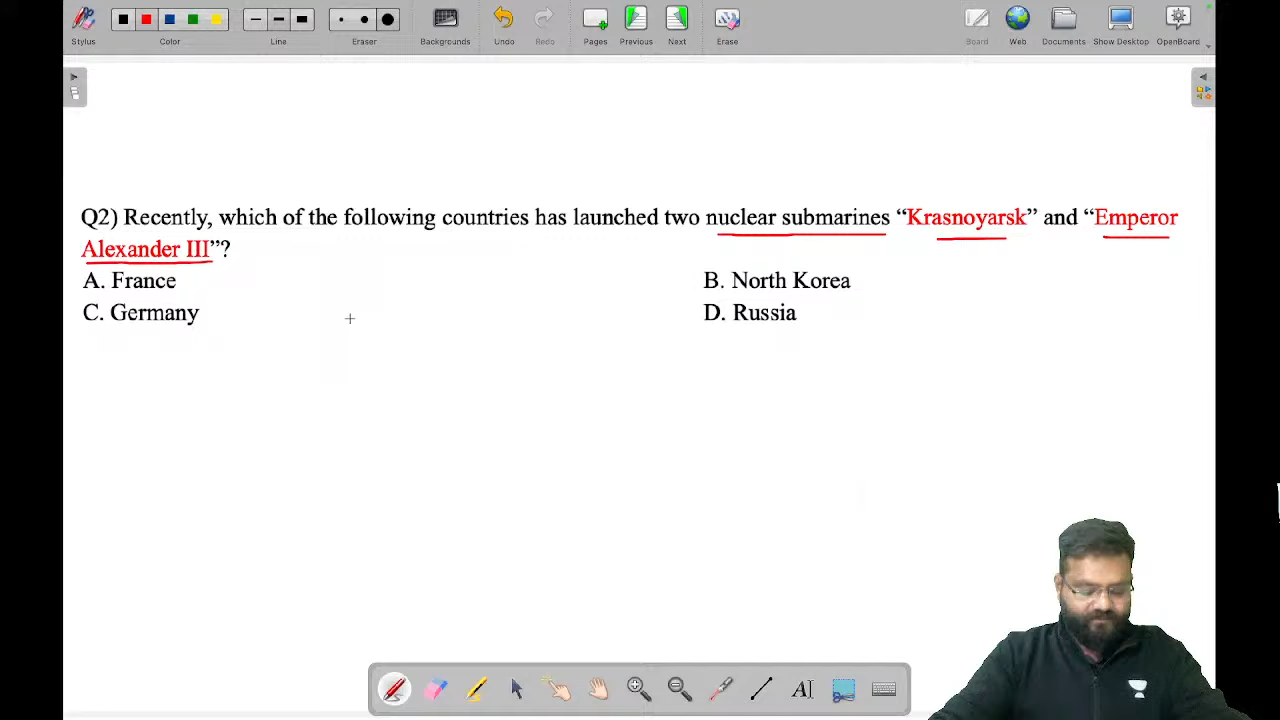 Stylus
Color
Line
Eraser
Backgrounds
Undo
Redo
Pages
Previous
Next
Erase
Board
Web
Documents
Show Desktop
OpenBoard
Q2) Recently, which of the following countries has launched two nuclear submarines “Krasnoyarsk” and “Emperor
Alexander III”?
A. France
B. North Korea
C. Germany
D. Russia